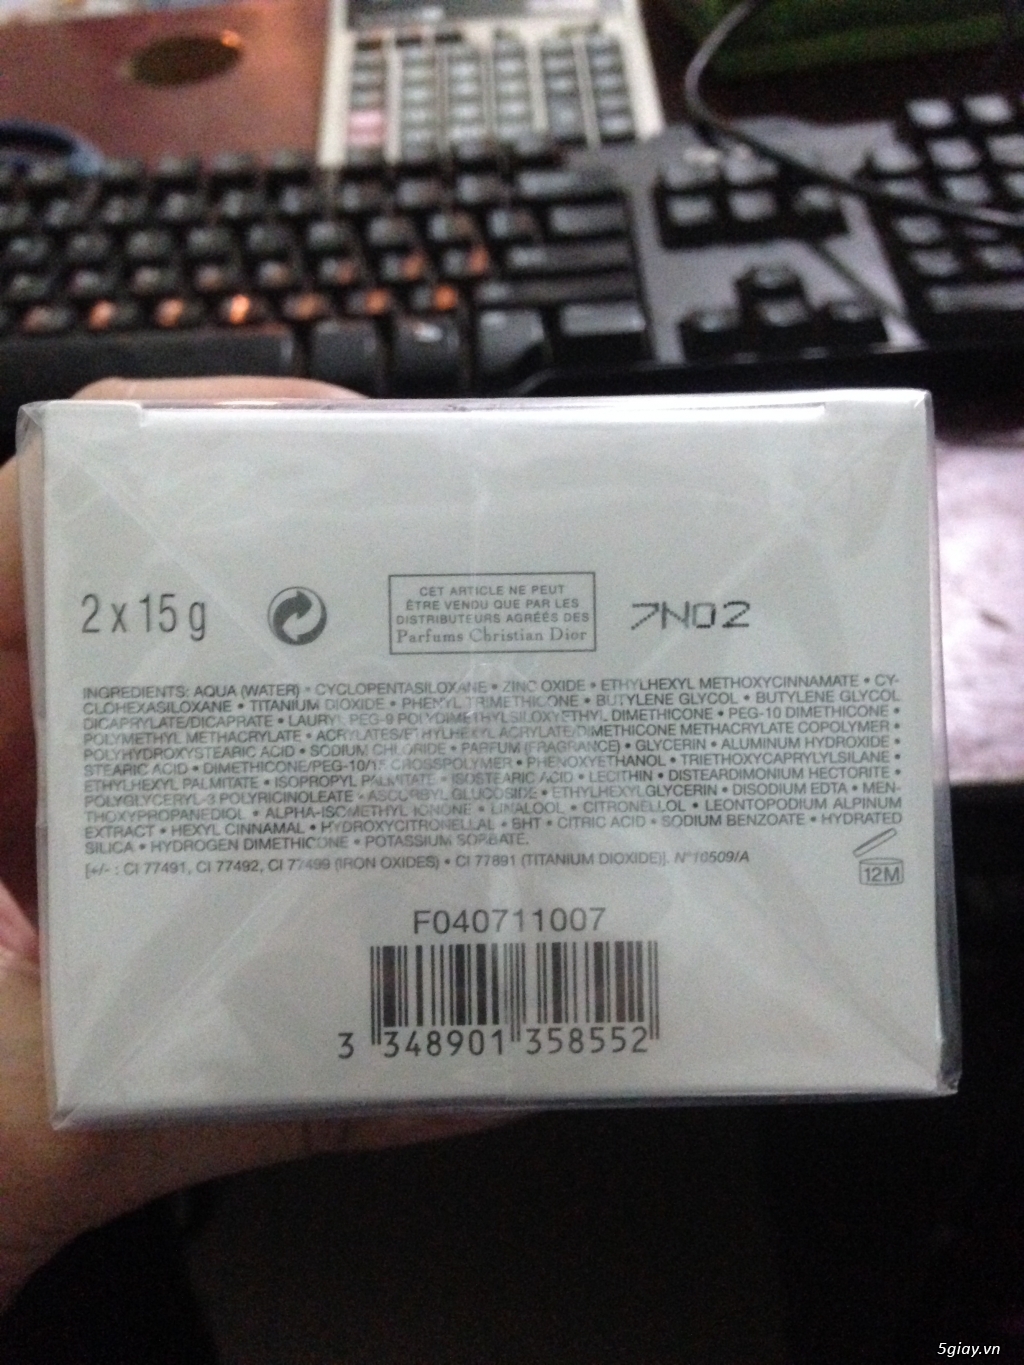 2 x 15 g
CET ARTICLE NE PEUT
ÊTRE VENDU QUE PAR LES
DISTRIBUTEURS AGRÉÉS DES
Parfums Christian Dior
7N02
INGREDIENTS: AQUA (WATER) • CYCLOPENTASILOXANE • ZINC OXIDE • ETHYLHEXYL METHOXYCINNAMATE • CY-
CLOHEXASILOXANE • TITANIUM DIOXIDE • PHENYL TRIMETHICONE • BUTYLENE GLYCOL • BUTYLENE GLYCOL
DICAPRYLATE/DICAPRATE • LAURYL PEG-9 POLYDIMETHYLSILOXYETHYL DIMETHICONE • PEG-10 DIMETHICONE •
POLYMETHYL METHACRYLATE • ACRYLATES/ETHYLHEXYL ACRYLATE/DIMETHICONE METHACRYLATE COPOLYMER •
POLYHYDROXYSTEARIC ACID • SODIUM CHLORIDE • PARFUM (FRAGRANCE) • GLYCERIN • ALUMINUM HYDROXIDE •
STEARIC ACID • DIMETHICONE/PEG-10/15 CROSSPOLYMER • PHENOXYETHANOL • TRIETHOXYCAPRYLYLSILANE •
ETHYLHEXYL PALMITATE • ISOPROPYL PALMITATE • ISOSTEARIC ACID • LECITHIN • DISTEARDIMONIUM HECTORITE •
POLYGLYCERYL-3 POLYRICINOLEATE • ASCORBYL GLUCOSIDE • ETHYLHEXYLGLYCERIN • DISODIUM EDTA • MEN-
THOXYPROPANEDIOL • ALPHA-ISOMETHYL IONONE • LINALOOL • CITRONELLOL • LEONTOPODIUM ALPINUM
EXTRACT • HEXYL CINNAMAL • HYDROXYCITRONELLAL • BHT • CITRIC ACID • SODIUM BENZOATE • HYDRATED
SILICA • HYDROGEN DIMETHICONE • POTASSIUM SORBATE.
[+/- : CI 77491, CI 77492, CI 77499 (IRON OXIDES) • CI 77891 (TITANIUM DIOXIDE)]. N°10509/A
12M
F040711007
3 348901 358552
5giay.vn